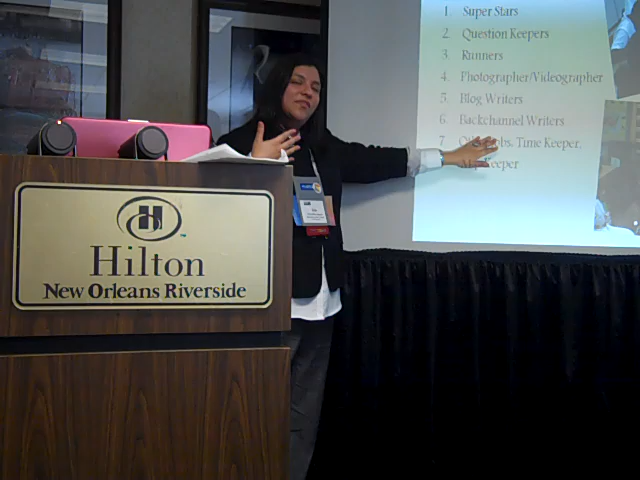 1. Super Stars
2. Question Keepers
3. Runners
4. Photographer/Videographer
5. Blog Writers
6. Backchannel Writers
7. Time Keeper,
Keeper
H
Hilton
New Orleans Riverside